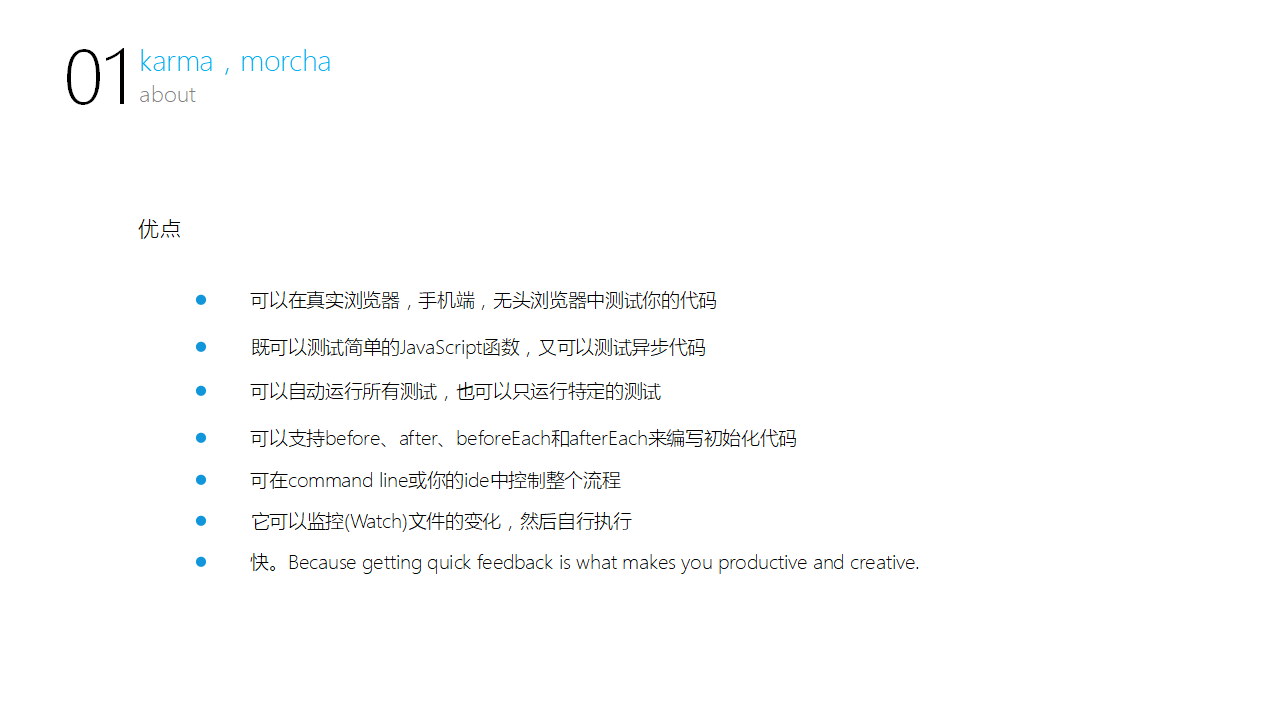 01
karma，morcha
about
优点
可以在真实浏览器，手机端，无头浏览器中测试你的代码
既可以测试简单的JavaScript函数，又可以测试异步代码
可以自动运行所有测试，也可以只运行特定的测试
可以支持before、after、beforeEach和afterEach来编写初始化代码
可在command line或你的ide中控制整个流程
它可以监控(Watch)文件的变化，然后自行执行
快。Because getting quick feedback is what makes you productive and creative.